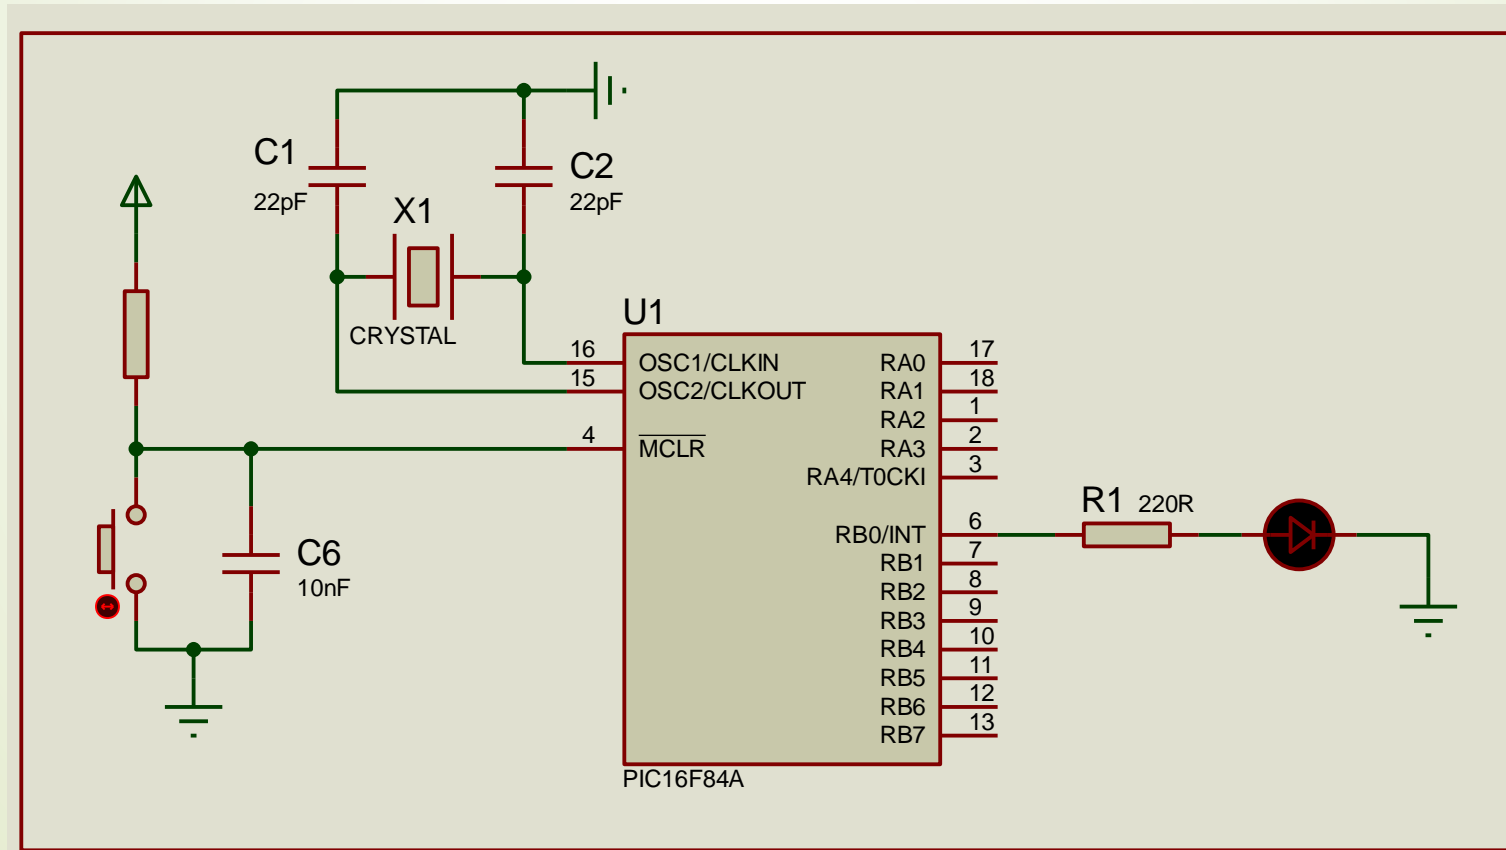 C1
22pF
C2
22pF
X1
CRYSTAL
U1
16 OSC1/CLKIN RA0 17
15 OSC2/CLKOUT RA1 18
RA2 1
4 MCLR RA3 2
RA4/T0CKI 3
RB0/INT 6
RB1 7
RB2 8
RB3 9
RB4 10
RB5 11
RB6 12
RB7 13
PIC16F84A
R1 220R
C6
10nF